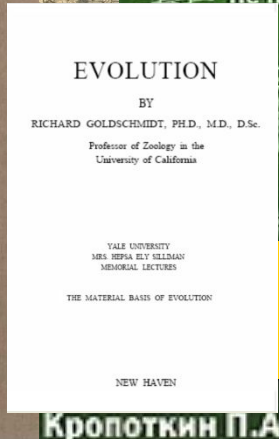 EVOLUTION
BY
RICHARD GOLDSCHMIDT, PH.D., M.D., D.Sc.
Professor of Zoology in the
University of California
YALE UNIVERSITY
MRS. HEPSA ELY SILLIMAN
MEMORIAL LECTURES
THE MATERIAL BASIS OF EVOLUTION
NEW HAVEN
Кропоткин П.А